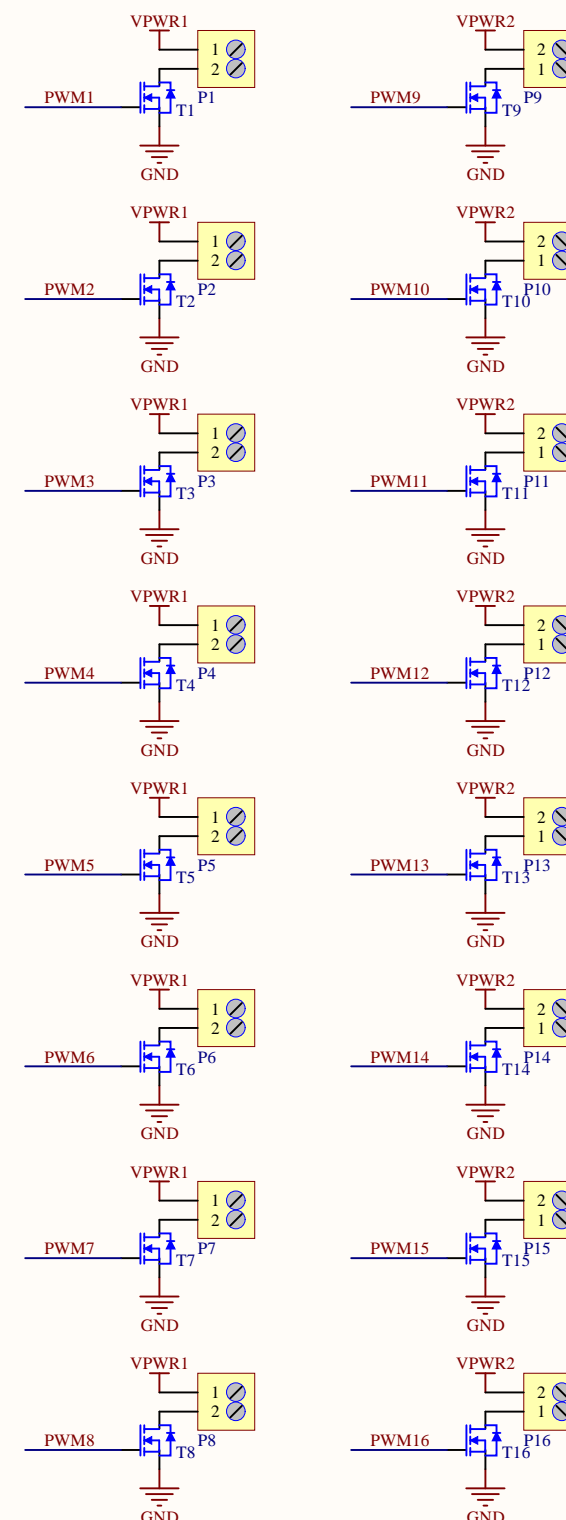 VPWR1
1
2
PWM1
T1
P1
GND
VPWR2
2
1
PWM9
T9
P9
GND
VPWR1
1
2
PWM2
T2
P2
GND
VPWR2
2
1
PWM10
T10
P10
GND
VPWR1
1
2
PWM3
T3
P3
GND
VPWR2
2
1
PWM11
T11
P11
GND
VPWR1
1
2
PWM4
T4
P4
GND
VPWR2
2
1
PWM12
T12
P12
GND
VPWR1
1
2
PWM5
T5
P5
GND
VPWR2
2
1
PWM13
T13
P13
GND
VPWR1
1
2
PWM6
T6
P6
GND
VPWR2
2
1
PWM14
T14
P14
GND
VPWR1
1
2
PWM7
T7
P7
GND
VPWR2
2
1
PWM15
T15
P15
GND
VPWR1
1
2
PWM8
T8
P8
GND
VPWR2
2
1
PWM16
T16
P16
GND